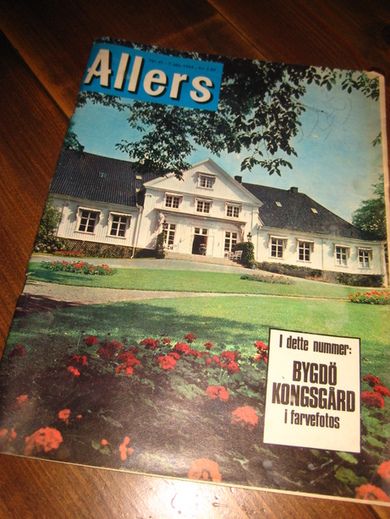 Allers
I dette nummer:
BYGDÖ
KONGSGÅRD
i farvefotos